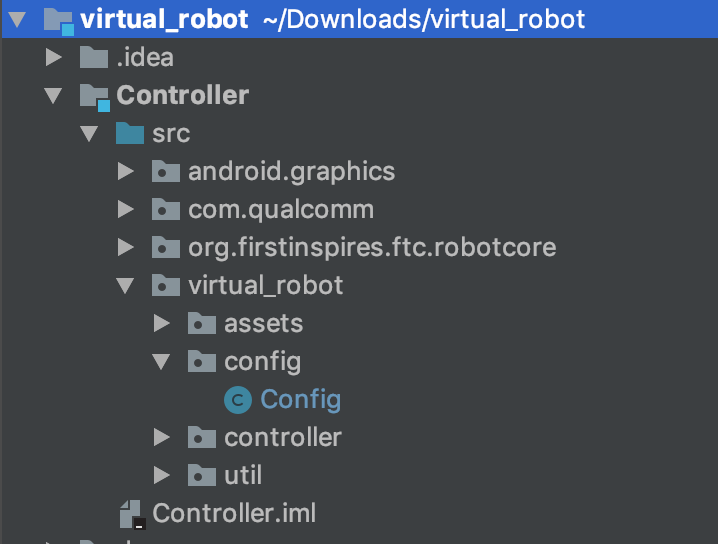 virtual_robot ~/Downloads/virtual_robot
.idea
Controller
src
android.graphics
com.qualcomm
org.firstinspires.ftc.robotcore
virtual_robot
assets
config
C Config
controller
util
Controller.iml